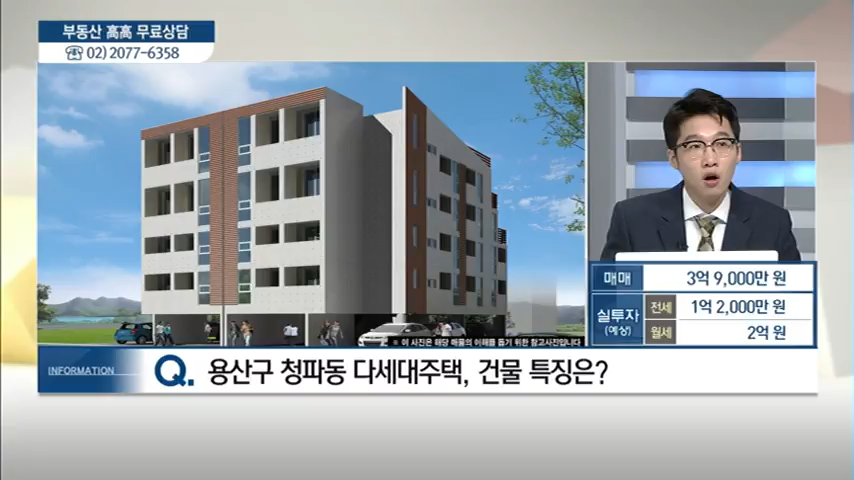 부동산 高高 무료상담
☎ 02) 2077-6358
매매 3억 9,000만 원
실투자 (예상)
전세 1억 2,000만 원
월세 2억 원
※ 이 사진은 해당 매물의 이해를 돕기 위한 참고사진입니다
INFORMATION
Q. 용산구 청파동 다세대주택, 건물 특징은?